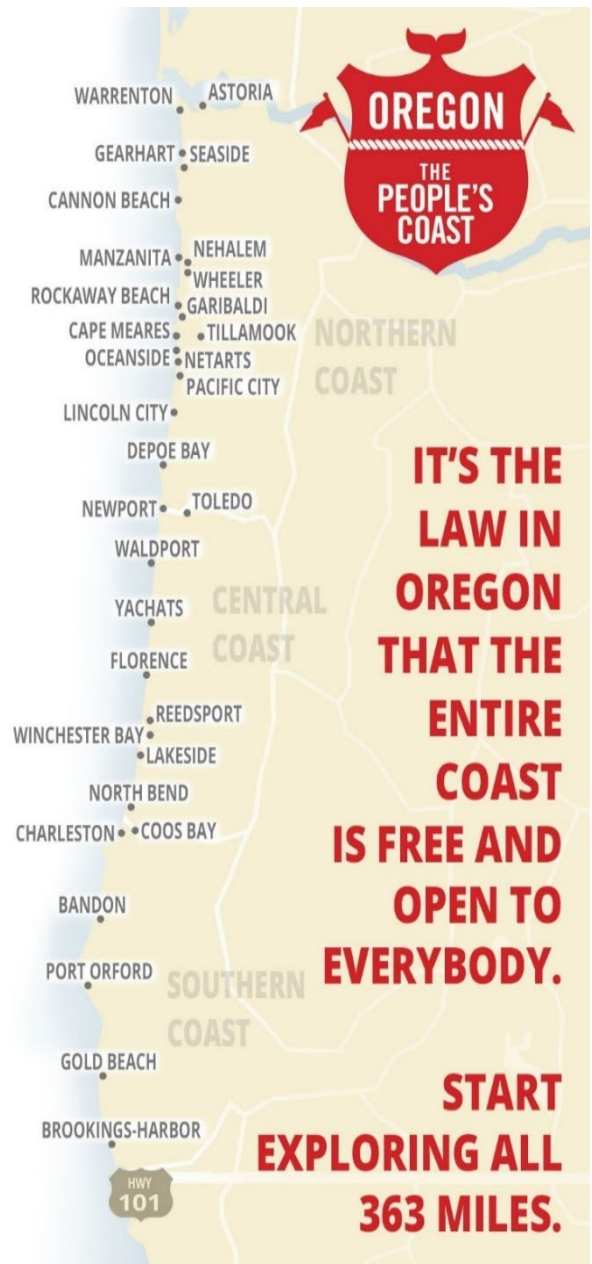 WARRENTON
ASTORIA
OREGON
THE
PEOPLE'S
COAST
GEARHART
SEASIDE
CANNON BEACH
MANZANITA
NEHALEM
WHEELER
ROCKAWAY BEACH
GARIBALDI
CAPE MEARES
TILLAMOOK
OCEANSIDE
NETARTS
PACIFIC CITY
NORTHERN
COAST
LINCOLN CITY
DEPOE BAY
NEWPORT
TOLEDO
WALDPORT
YACHATS
CENTRAL
COAST
FLORENCE
REEDSPORT
WINCHESTER BAY
LAKESIDE
NORTH BEND
CHARLESTON
COOS BAY
BANDON
PORT ORFORD
SOUTHERN
COAST
GOLD BEACH
BROOKINGS-HARBOR
HWY
101
IT'S THE
LAW IN
OREGON
THAT THE
ENTIRE
COAST
IS FREE AND
OPEN TO
EVERYBODY.
START
EXPLORING ALL
363 MILES.